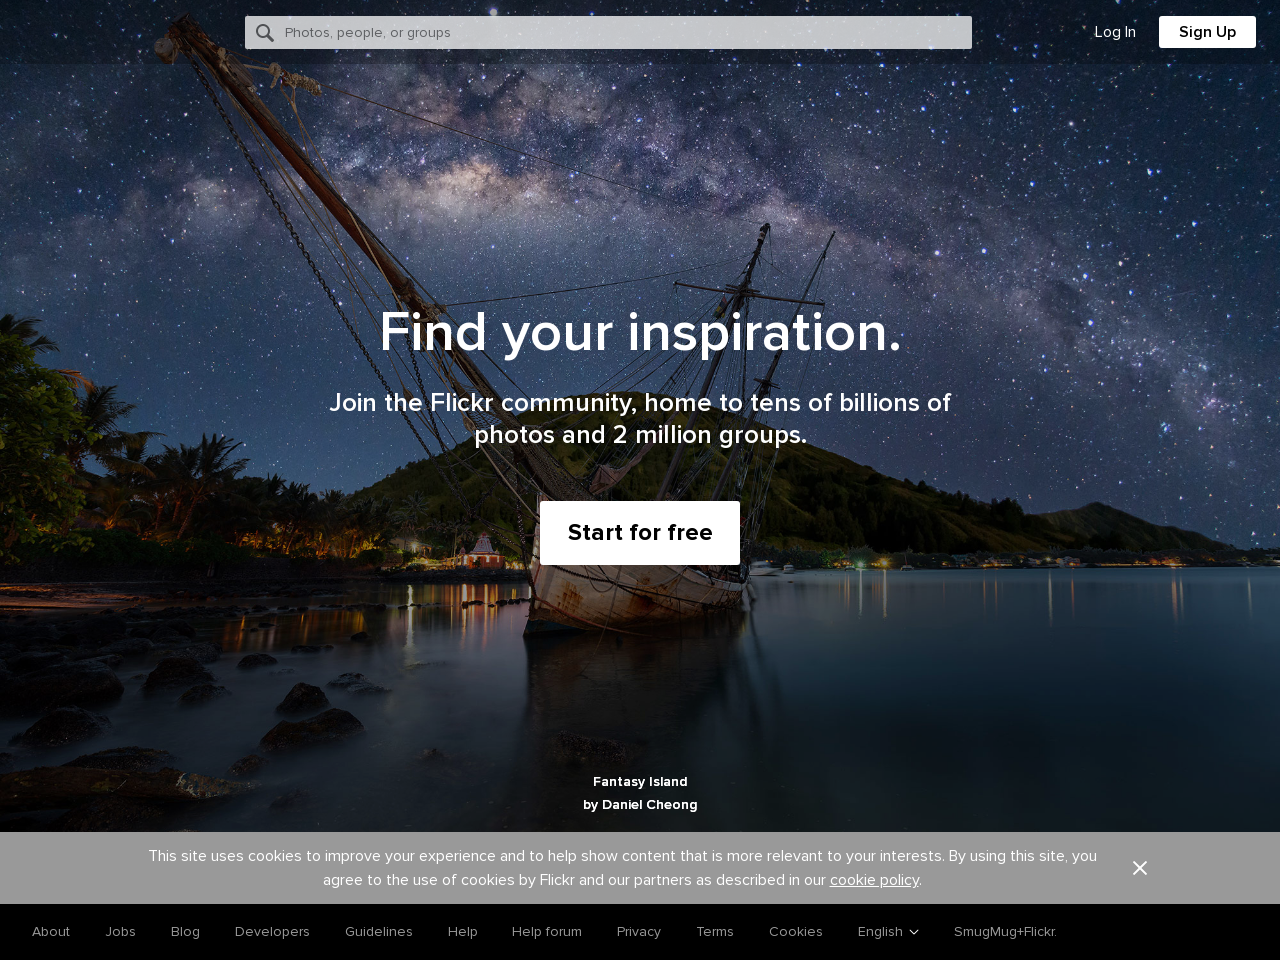 Photos, people, or groups
Log In
Sign Up
Find your inspiration.
Join the Flickr community, home to tens of billions of
photos and 2 million groups.
Start for free
Fantasy Island
by Daniel Cheong
This site uses cookies to improve your experience and to help show content that is more relevant to your interests. By using this site, you
agree to the use of cookies by Flickr and our partners as described in our cookie policy.
About
Jobs
Blog
Developers
Guidelines
Help
Help forum
Privacy
Terms
Cookies
English
SmugMug+Flickr.